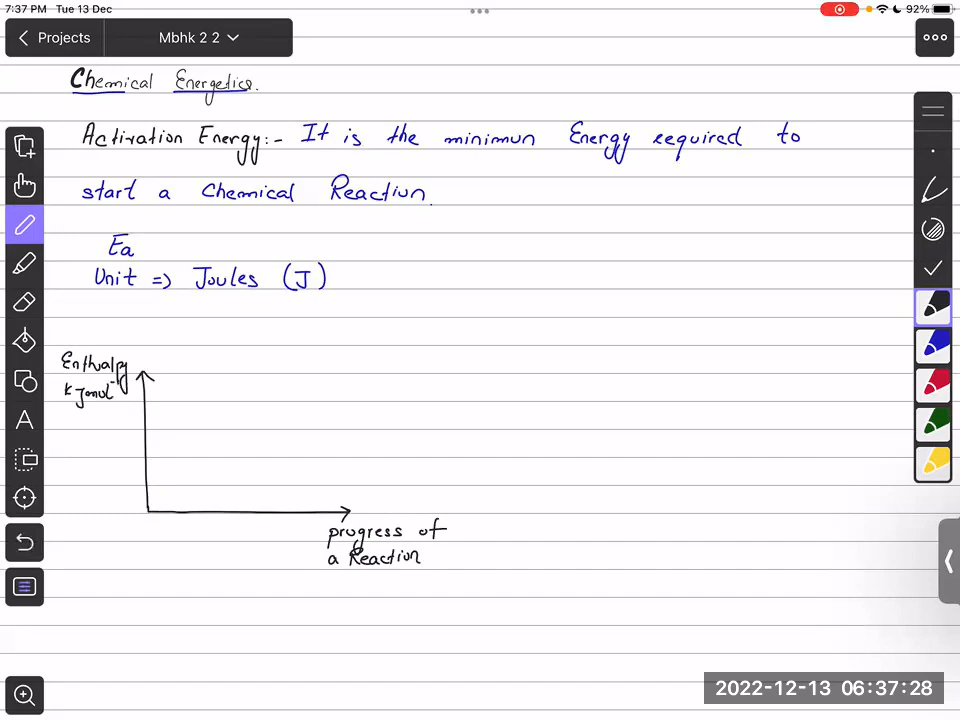 7:37 PM Tue 13 Dec
92%
Projects
Mbhk 2 2
Chemical Energetics.
Activation Energy:- It is the minimun Energy required to
start a Chemical Reaction.
Ea
Unit => Joules (J)
Enthalpy
KJmol⁻¹
progress of
a Reaction
A
2022-12-13 06:37:28